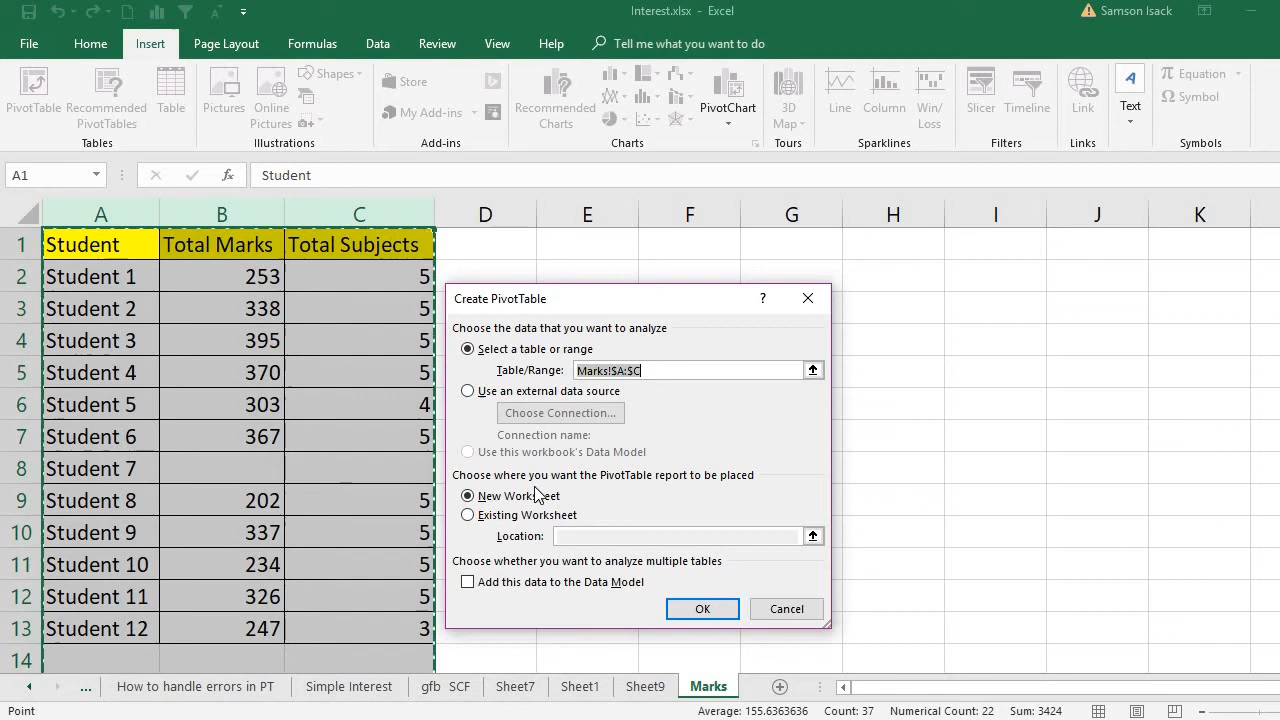 Interest.xlsx - Excel
Samson Isack
File Home Insert Page Layout Formulas Data Review View Help Tell me what you want to do
PivotTable
Recommended PivotTables
Table
Tables
Pictures
Online Pictures
Shapes
Illustrations
Store
My Add-ins
Add-ins
Recommended Charts
PivotChart
Charts
3D Map
Tours
Line
Column
Win/ Loss
Sparklines
Slicer
Timeline
Filters
Link
Links
A
Text
Equation
Symbol
Symbols
A1 fx Student
A B C D E F G H I J K
1 Student Total Marks Total Subjects
2 Student 1 253 5
3 Student 2 338 5
4 Student 3 395 5
5 Student 4 370 5
6 Student 5 303 4
7 Student 6 367 5
8 Student 7
9 Student 8 202 5
10 Student 9 337 5
11 Student 10 234 5
12 Student 11 326 5
13 Student 12 247 3
14
Create PivotTable ?
Choose the data that you want to analyze
Select a table or range
Table/Range: Marks!$A:$C
Use an external data source
Choose Connection...
Connection name:
Use this workbook's Data Model
Choose where you want the PivotTable report to be placed
New Worksheet
Existing Worksheet
Location:
Choose whether you want to analyze multiple tables
Add this data to the Data Model
OK Cancel
... How to handle errors in PT Simple Interest gfb_SCF Sheet7 Sheet1 Sheet9 Marks
Point Average: 155.6363636 Count: 37 Numerical Count: 22 Sum: 3424